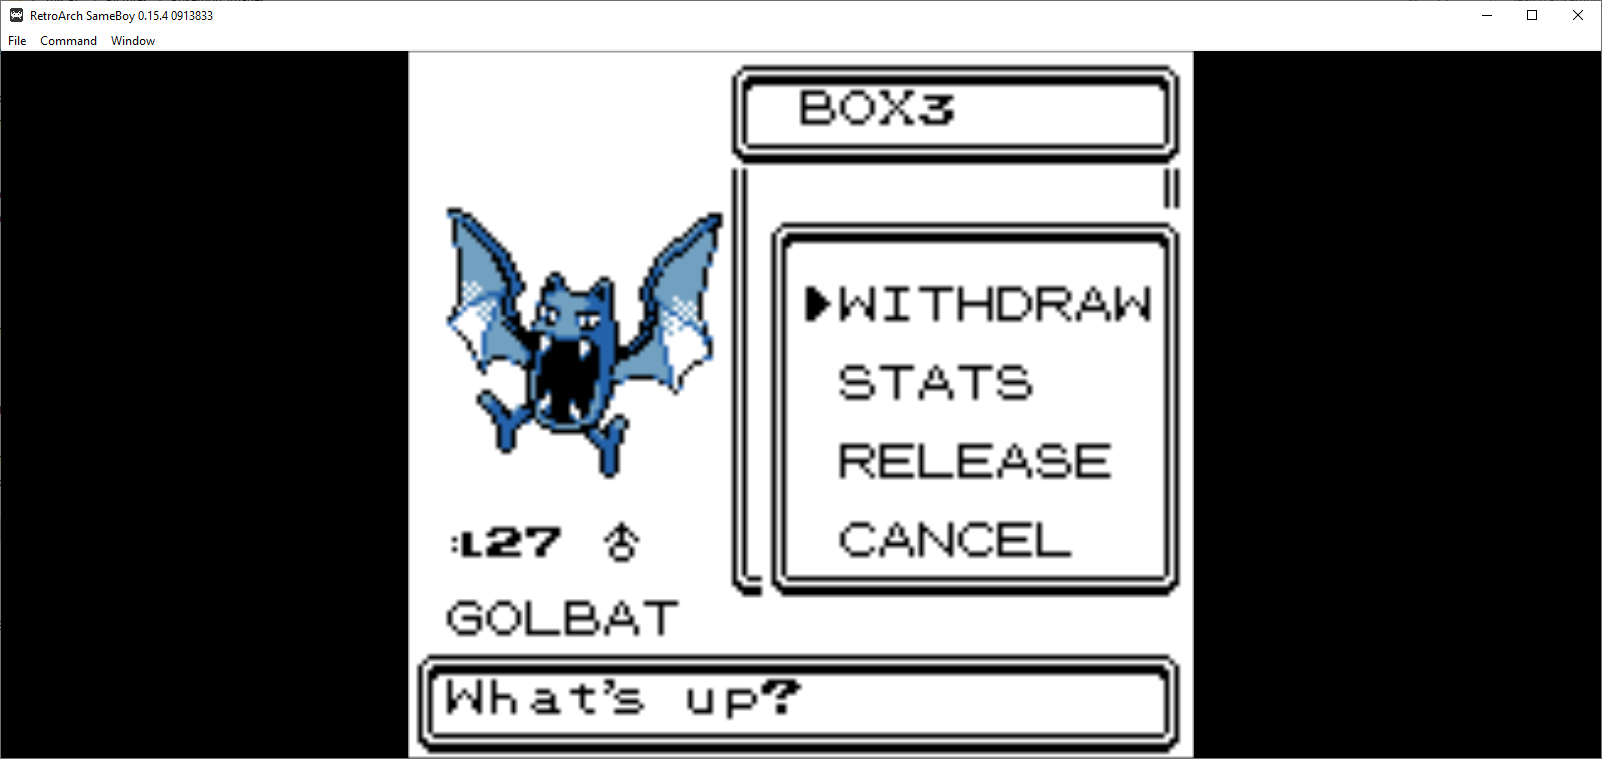 RetroArch SameBoy 0.15.4 0913833
File Command Window
BOX3
▶WITHDRAW
STATS
RELEASE
CANCEL
:L27 ♂
GOLBAT
What's up?